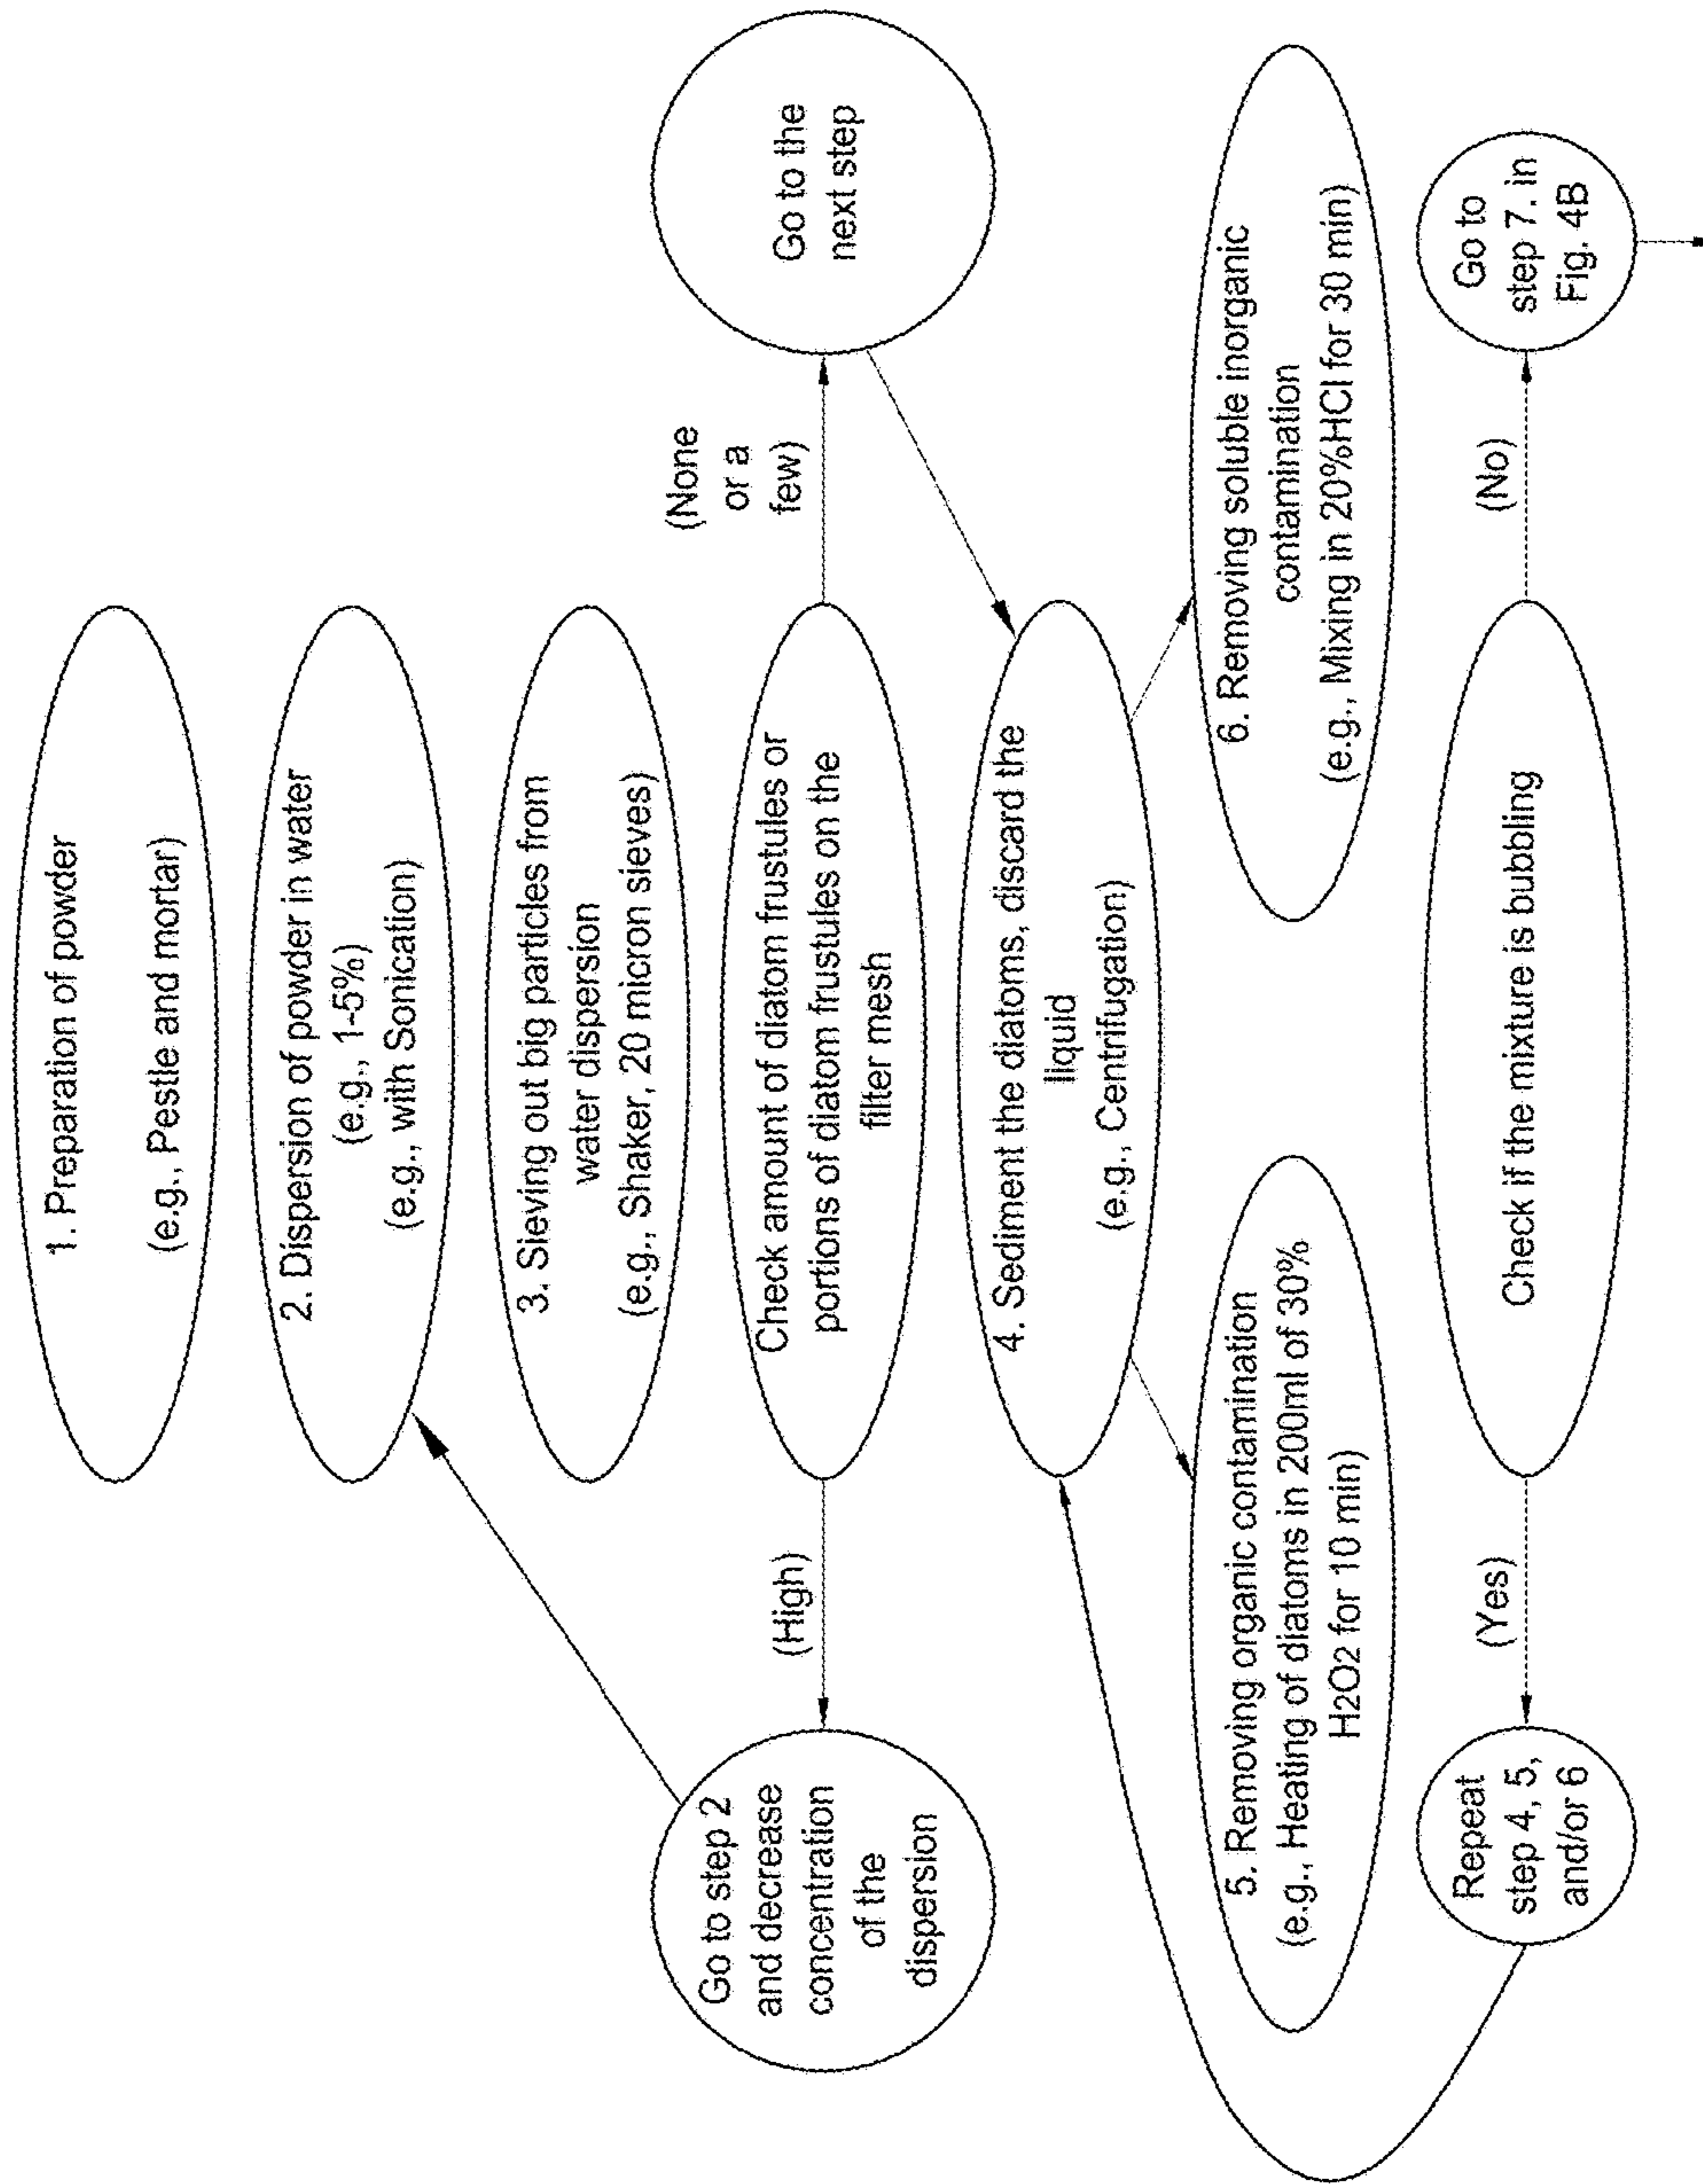 1. Preparation of powder
(e.g., Pestle and mortar)
2. Dispersion of powder in water
(e.g., 1-5%)
(e.g., with Sonication)
3. Sieving out big particles from
water dispersion
(e.g., Shaker, 20 micron sieves)
Check amount of diatom frustules or
portions of diatom frustules on the
filter mesh
(High)
Go to step 2
and decrease
concentration
of the
dispersion
(None
or a
few)
Go to the
next step
4. Sediment the diatoms, discard the
liquid
(e.g., Centrifugation)
5. Removing organic contamination
(e.g., Heating of diatoms in 200ml of 30%
H2O2 for 10 min)
6. Removing soluble inorganic
contamination
(e.g., Mixing in 20%HCl for 30 min)
Check if the mixture is bubbling
(Yes)
Repeat
step 4, 5,
and/or 6
(No)
Go to
step 7. in
Fig. 4B